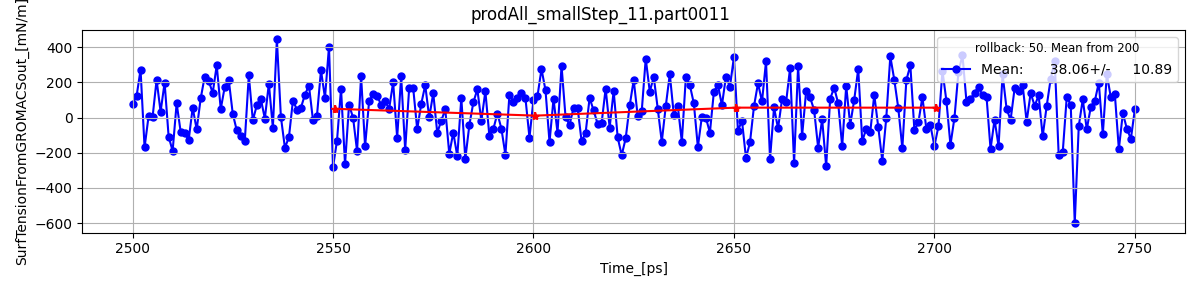 prodAll_smallStep_11.part0011
SurfTensionFromGROMACSout_[mN/m]
400
200
0
−200
−400
−600
rollback: 50. Mean from 200
Mean: 38.06+/- 10.89
2500 2550 2600 2650 2700 2750
Time_[ps]